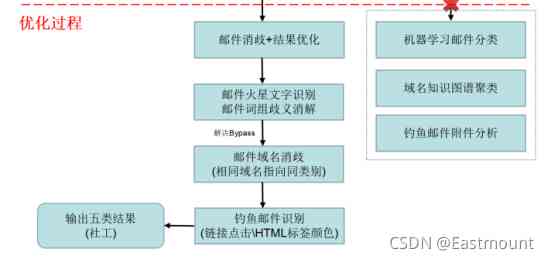 优化过程
邮件消歧+结果优化
邮件火星文字识别
邮件词组歧义消解
解决Bypass
邮件域名消歧
(相同域名指向同类别)
钓鱼邮件识别
(链接点击\HTML标签颜色)
输出五类结果
(社工)
机器学习邮件分类
域名知识图谱聚类
钓鱼邮件附件分析
CSDN @Eastmount